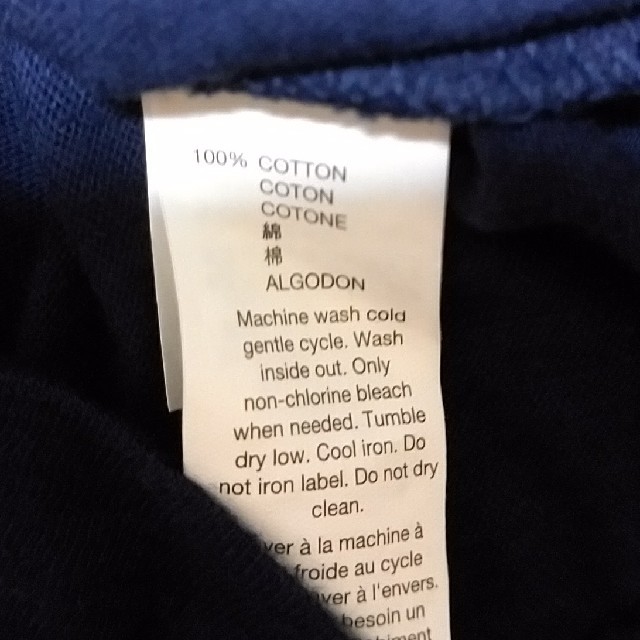 100% COTTON
COTON
COTONE
綿
棉
ALGODON
Machine wash cold
gentle cycle. Wash
inside out. Only
non-chlorine bleach
when needed. Tumble
dry low. Cool iron. Do
not iron label. Do not dry
clean.
à la machine à
froide au cycle
à l'envers.
besoin un